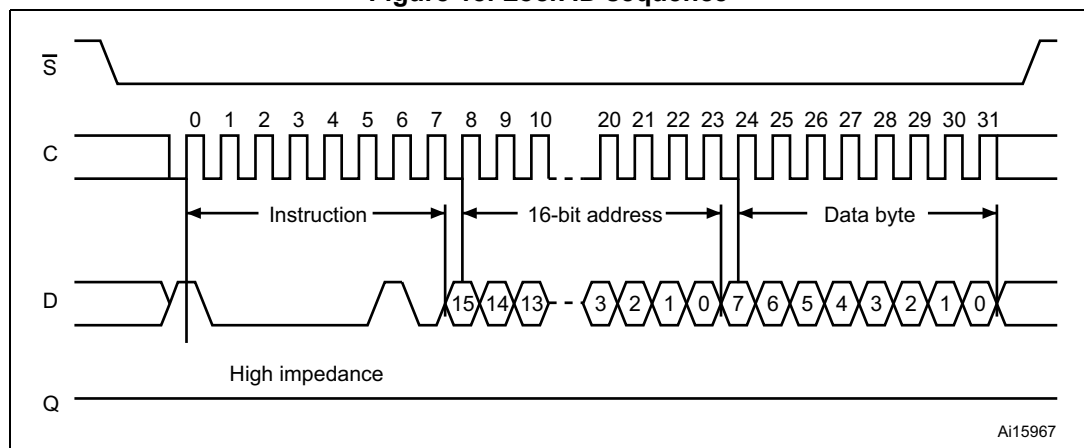 Figure Lock ID sequence
S̅
0 1 2 3 4 5 6 7 8 9 10 20 21 22 23 24 25 26 27 28 29 30 31
C
Instruction 16-bit address Data byte
D
15 14 13 3 2 1 0 7 6 5 4 3 2 1 0
High impedance
Q
Ai15967